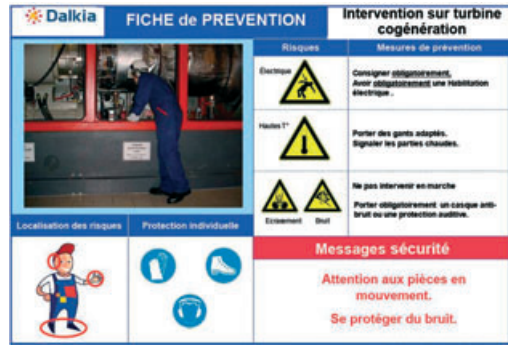 Dalkia
FICHE de PREVENTION
Intervention sur turbine
cogénération
Risques
Mesures de prévention
Électrique
Consigner obligatoirement.
Avoir obligatoirement une Habilitation
électrique .
Hautes T°
Porter des gants adaptés.
Signaler les parties chaudes.
Ecrasement
Bruit
Ne pas intervenir en marche
Porter obligatoirement un casque anti-
bruit ou une protection auditive.
Localisation des risques
Protection individuelle
Messages sécurité
Attention aux pièces en
mouvement.
Se protéger du bruit.